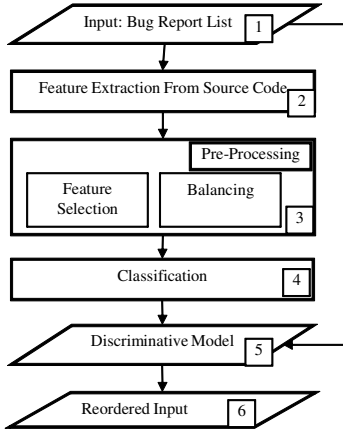 Input: Bug Report List
1
Feature Extraction From Source Code
2
Pre-Processing
Feature
Selection
Balancing
3
Classification
4
Discriminative Model
5
Reordered Input
6